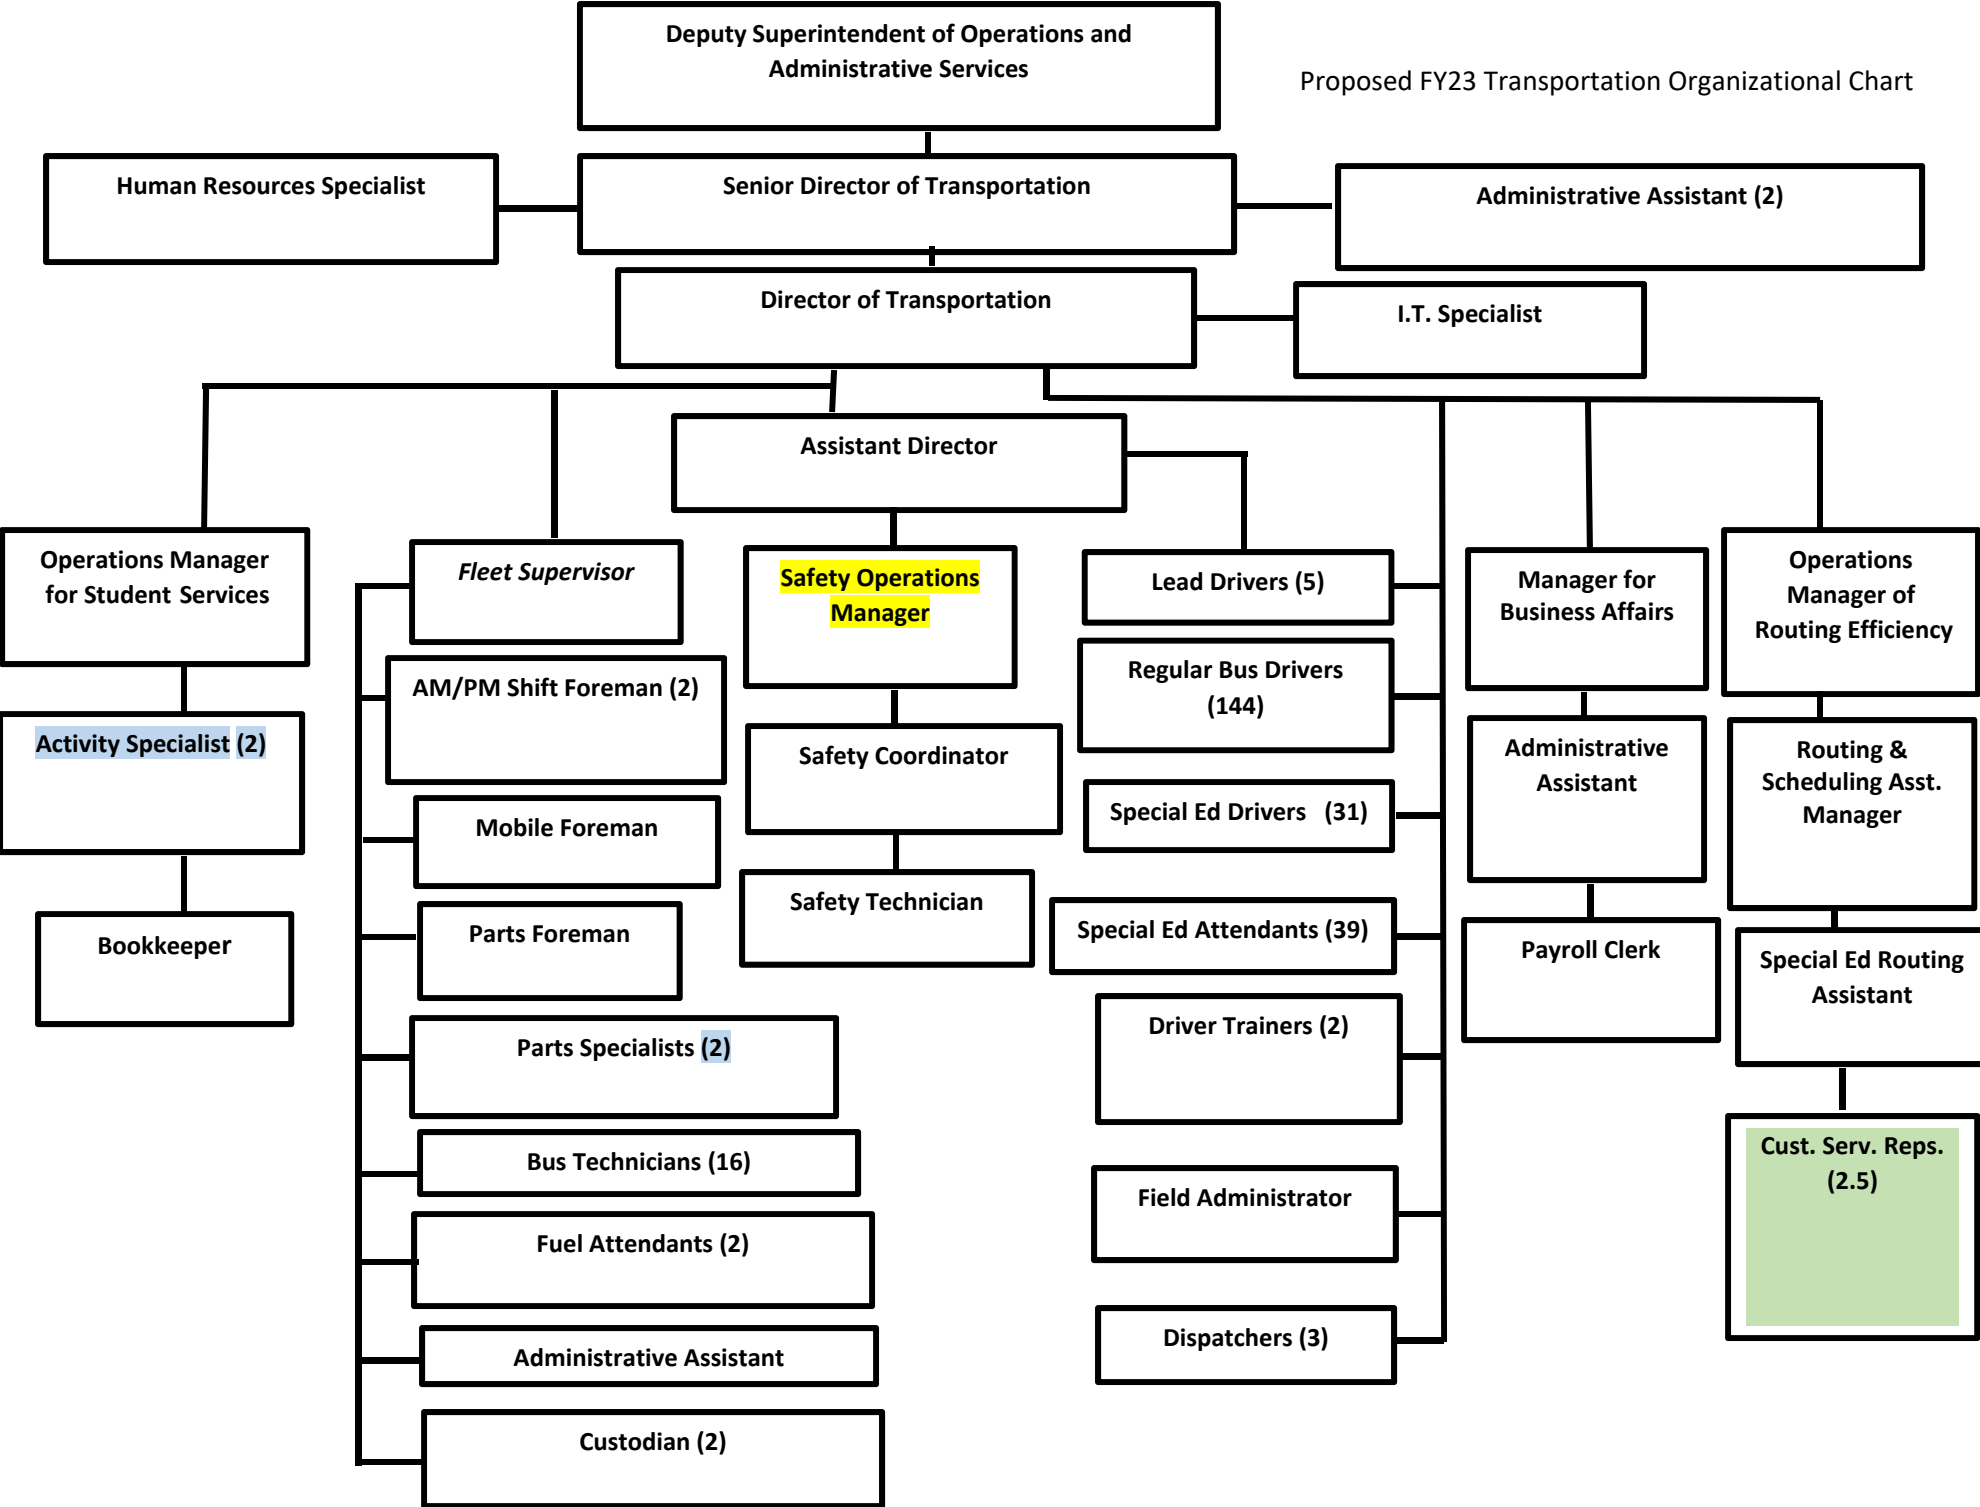 Deputy Superintendent of Operations and
Administrative Services
Proposed FY23 Transportation Organizational Chart
Human Resources Specialist
Senior Director of Transportation
Administrative Assistant (2)
Director of Transportation
I.T. Specialist
Assistant Director
Operations Manager
for Student Services
Activity Specialist (2)
Bookkeeper
Fleet Supervisor
AM/PM Shift Foreman (2)
Mobile Foreman
Parts Foreman
Parts Specialists (2)
Bus Technicians (16)
Fuel Attendants (2)
Administrative Assistant
Custodian (2)
Safety Operations
Manager
Safety Coordinator
Safety Technician
Lead Drivers (5)
Regular Bus Drivers
(144)
Special Ed Drivers (31)
Special Ed Attendants (39)
Driver Trainers (2)
Field Administrator
Dispatchers (3)
Manager for
Business Affairs
Administrative
Assistant
Payroll Clerk
Operations
Manager of
Routing Efficiency
Routing &
Scheduling Asst.
Manager
Special Ed Routing
Assistant
Cust. Serv. Reps.
(2.5)